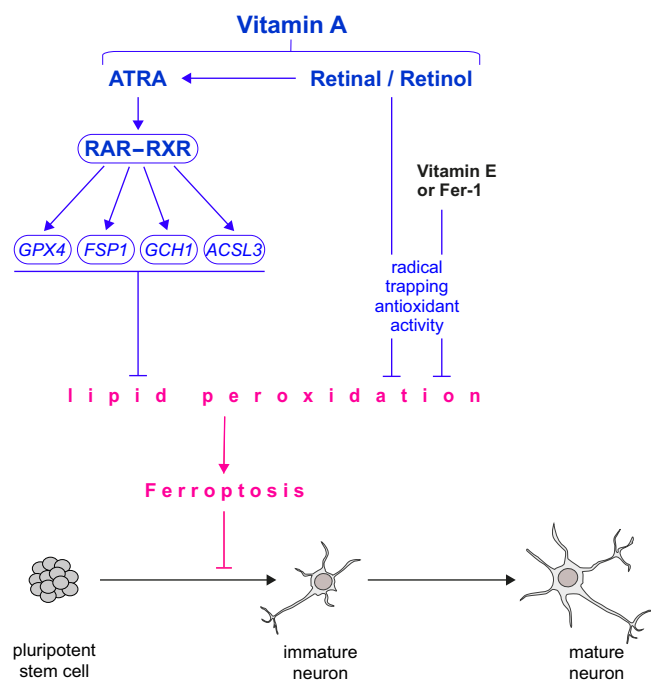 Vitamin A
ATRA
Retinal / Retinol
RAR–RXR
Vitamin E
or Fer-1
GPX4
FSP1
GCH1
ACSL3
radical
trapping
antioxidant
activity
lipid peroxidation
Ferroptosis
pluripotent
stem cell
immature
neuron
mature
neuron